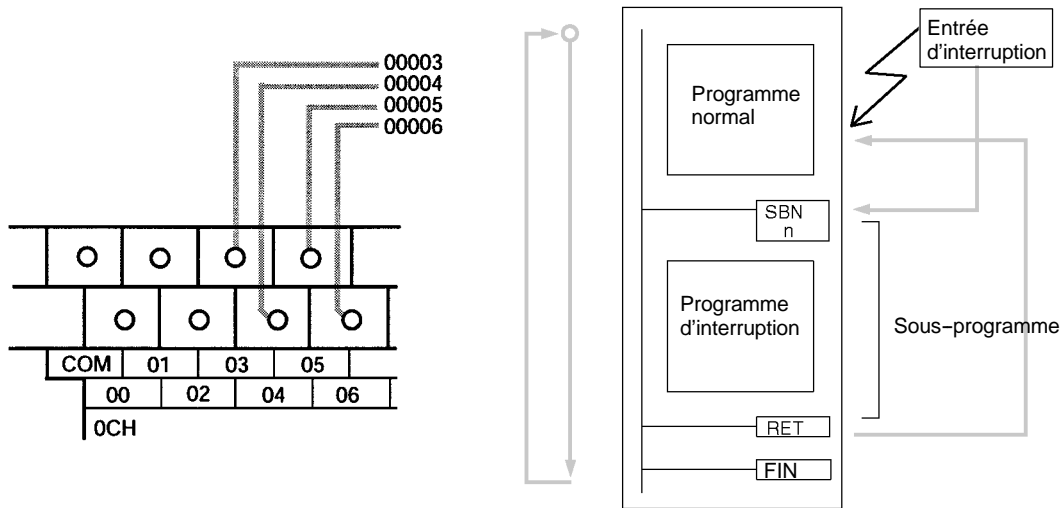 00003
00004
00005
00006
COM 01 03 05
00 02 04 06
0CH
Entrée
d'interruption
Programme
normal
SBN
n
Programme
d'interruption
Sous-programme
RET
FIN